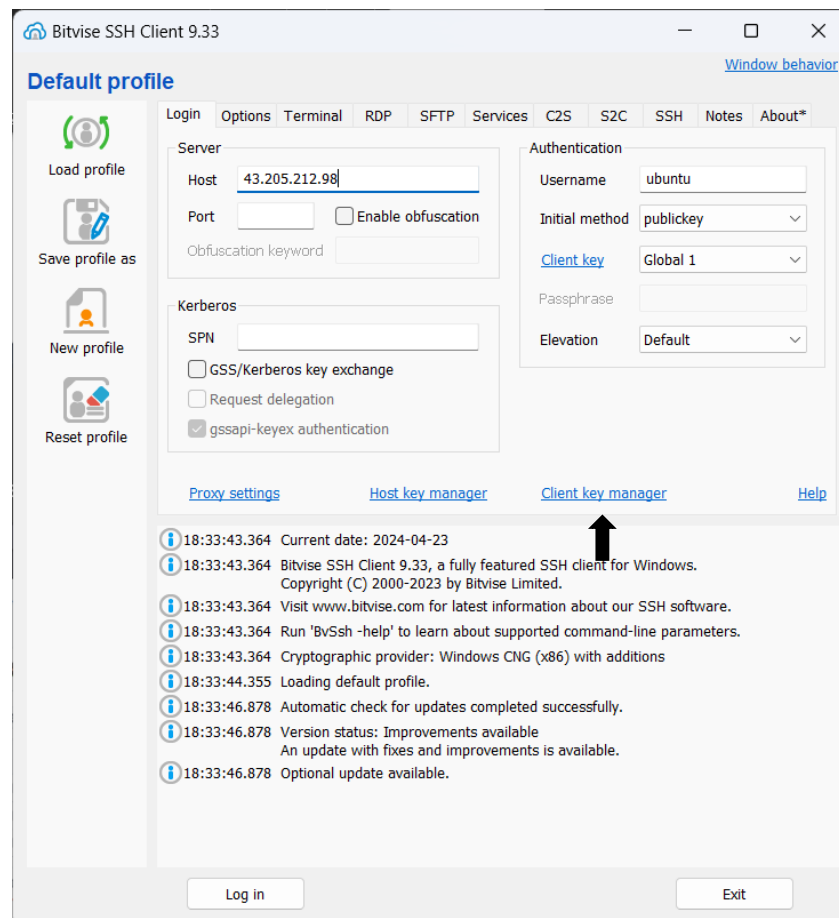 Bitvise SSH Client 9.33
Window behavior
Default profile
Load profile
Save profile as
New profile
Reset profile
Login Options Terminal RDP SFTP Services C2S S2C SSH Notes About*
Server
Host 43.205.212.98
Port Enable obfuscation
Obfuscation keyword
Kerberos
SPN
GSS/Kerberos key exchange
Request delegation
gssapi-keyex authentication
Authentication
Username ubuntu
Initial method publickey
Client key Global 1
Passphrase
Elevation Default
Proxy settings Host key manager Client key manager Help
18:33:43.364 Current date: 2024-04-23
18:33:43.364 Bitvise SSH Client 9.33, a fully featured SSH client for Windows.
Copyright (C) 2000-2023 by Bitvise Limited.
18:33:43.364 Visit www.bitvise.com for latest information about our SSH software.
18:33:43.364 Run 'BvSsh -help' to learn about supported command-line parameters.
18:33:43.364 Cryptographic provider: Windows CNG (x86) with additions
18:33:44.355 Loading default profile.
18:33:46.878 Automatic check for updates completed successfully.
18:33:46.878 Version status: Improvements available
An update with fixes and improvements is available.
18:33:46.878 Optional update available.
Log in Exit